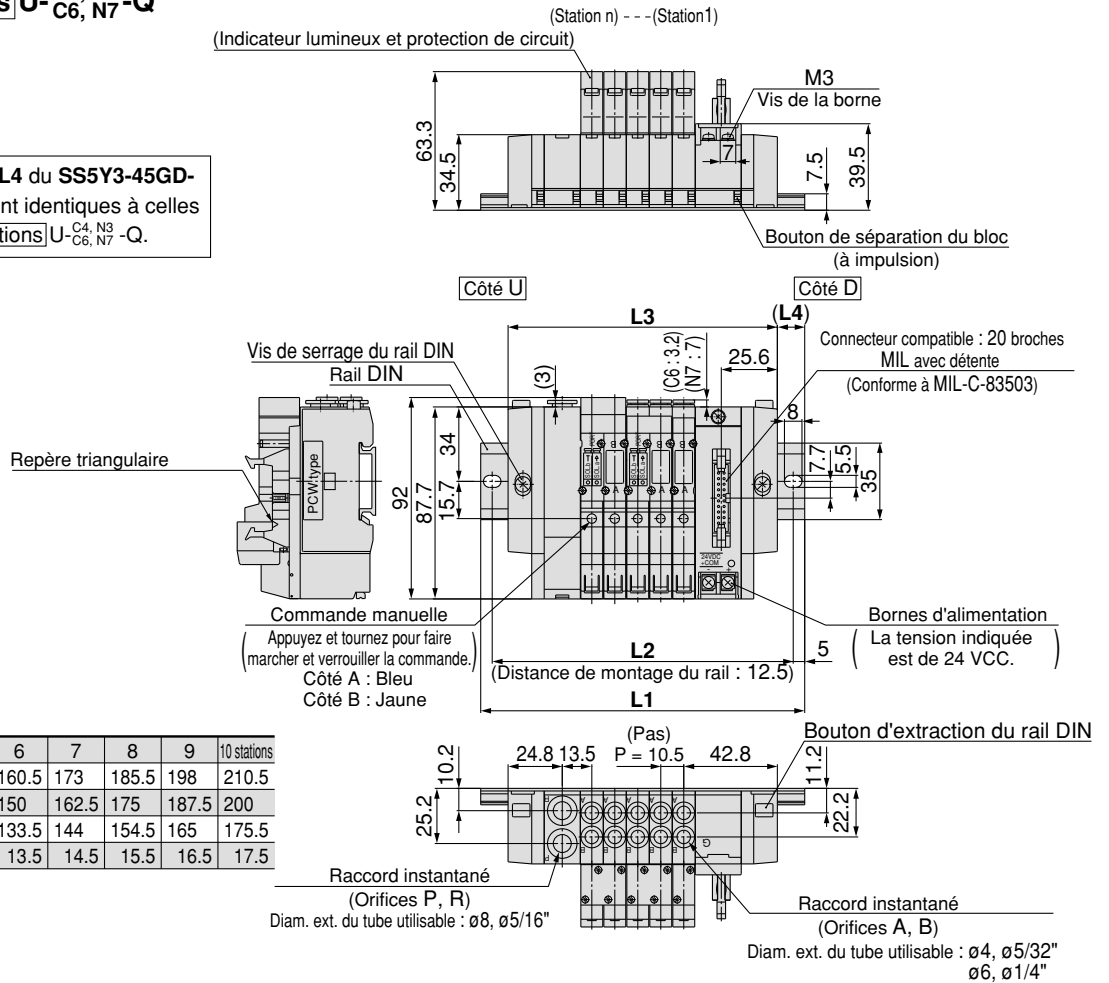 s U- C6, N7 -Q
(Station n) - - - (Station1)
(Indicateur lumineux et protection de circuit)
M3
Vis de la borne
63.3
34.5
7
7.5
39.5
Bouton de séparation du bloc
(à impulsion)
L4 du SS5Y3-45GD-
nt identiques à celles
tions U-C4, N3 C6, N7 -Q.
Côté U
Côté D
L3
(L4)
Connecteur compatible : 20 broches
MIL avec détente
(Conforme à MIL-C-83503)
Vis de serrage du rail DIN
Rail DIN
(3)
(C6 : 3.2)
(N7 : 7)
25.6
8
Repère triangulaire
PCW type
92
87.7
34
15.7
7.7
5.5
35
24VDC
+COM
- +
Commande manuelle
(Appuyez et tournez pour faire
marcher et verrouiller la commande.)
Côté A : Bleu
Côté B : Jaune
Bornes d'alimentation
(La tension indiquée
est de 24 VCC.)
L2
5
(Distance de montage du rail : 12.5)
L1
6 7 8 9 10 stations
160.5 173 185.5 198 210.5
150 162.5 175 187.5 200
133.5 144 154.5 165 175.5
13.5 14.5 15.5 16.5 17.5
(Pas)
24.8 13.5 P = 10.5 42.8
Bouton d'extraction du rail DIN
10.2
25.2
11.2
22.2
Raccord instantané
(Orifices P, R)
Diam. ext. du tube utilisable : ø8, ø5/16"
Raccord instantané
(Orifices A, B)
Diam. ext. du tube utilisable : ø4, ø5/32"
ø6, ø1/4"